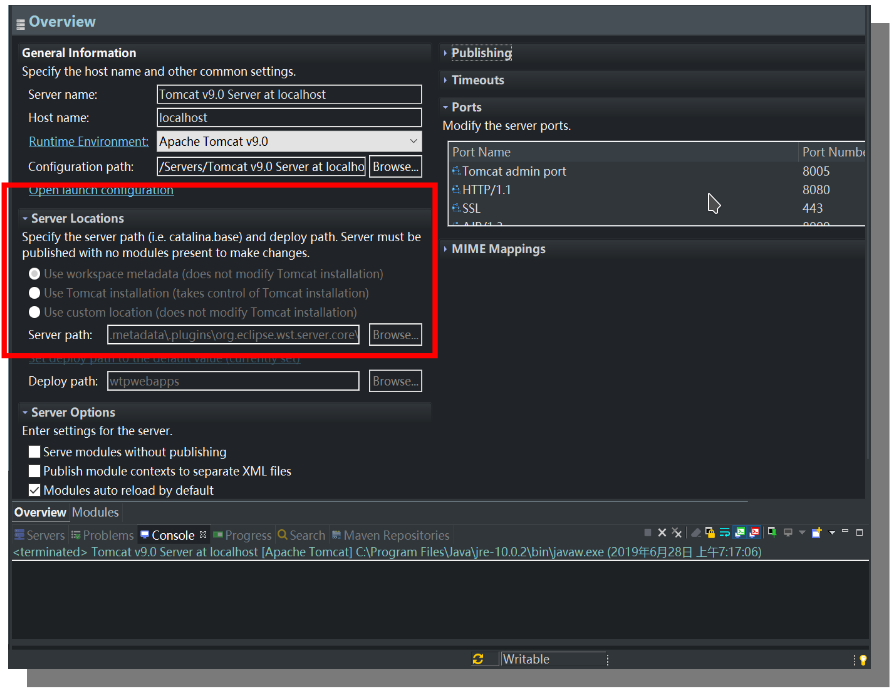 Overview
General Information
Specify the host name and other common settings.
Server name: Tomcat v9.0 Server at localhost
Host name: localhost
Runtime Environment: Apache Tomcat v9.0
Configuration path: /Servers/Tomcat v9.0 Server at localho Browse...
Open launch configuration
Server Locations
Specify the server path (i.e. catalina.base) and deploy path. Server must be
published with no modules present to make changes.
Use workspace metadata (does not modify Tomcat installation)
Use Tomcat installation (takes control of Tomcat installation)
Use custom location (does not modify Tomcat installation)
Server path: .metadata\.plugins\org.eclipse.wst.server.core\ Browse...
Set deploy path to the default value (currently set)
Deploy path: wtpwebapps Browse...
Server Options
Enter settings for the server.
Serve modules without publishing
Publish module contexts to separate XML files
Modules auto reload by default
Publishing
Timeouts
Ports
Modify the server ports.
Port Name Port Numbe
Tomcat admin port 8005
HTTP/1.1 8080
SSL 443
AJP/1.3 8009
MIME Mappings
Overview Modules
Servers Problems Console Progress Search Maven Repositories
<terminated> Tomcat v9.0 Server at localhost [Apache Tomcat] C:\Program Files\Java\jre-10.0.2\bin\javaw.exe (2019年6月28日 上午7:17:06)
Writable